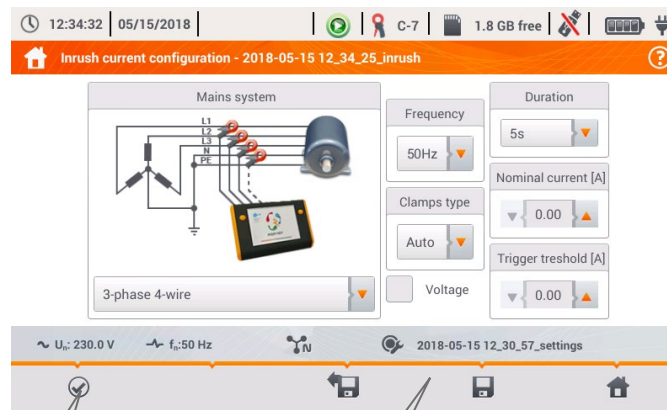 12:34:32 05/15/2018 C-7 1.8 GB free
Inrush current configuration - 2018-05-15 12_34_25_inrush ?
Mains system
L1
L2
L3
N
PE
3-phase 4-wire
Frequency
50Hz
Clamps type
Auto
Voltage
Duration
5s
Nominal current [A]
0.00
Trigger treshold [A]
0.00
Uₙ: 230.0 V fₙ:50 Hz N 2018-05-15 12_30_57_settings